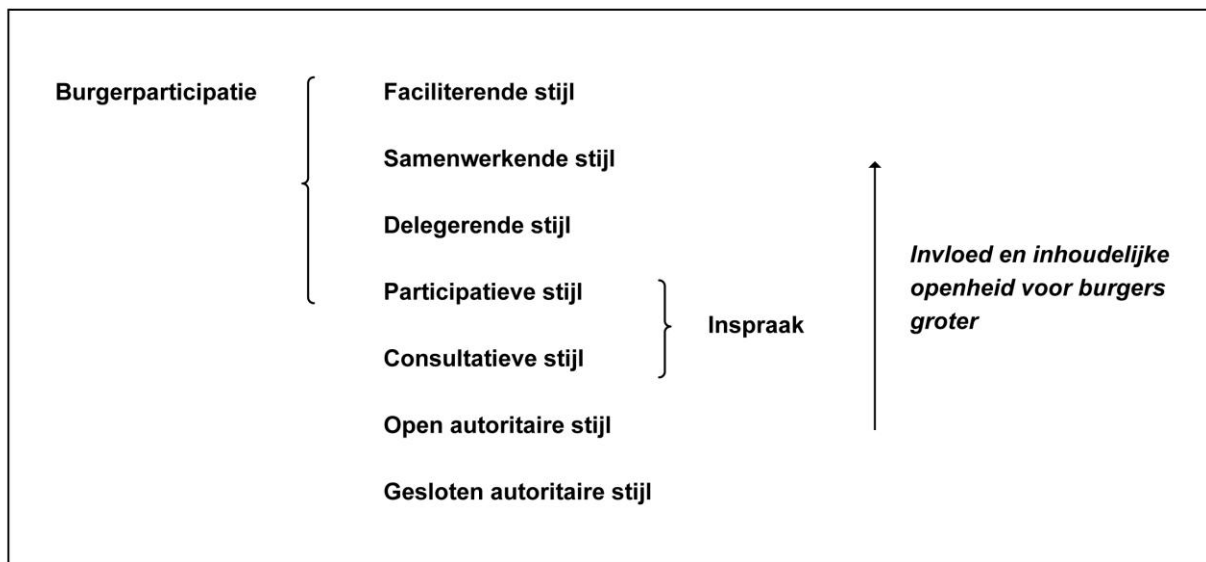 Burgerparticipatie
Faciliterende stijl
Samenwerkende stijl
Delegerende stijl
Participatieve stijl
Consultatieve stijl
Open autoritaire stijl
Gesloten autoritaire stijl
Inspraak
Invloed en inhoudelijke
openheid voor burgers
groter